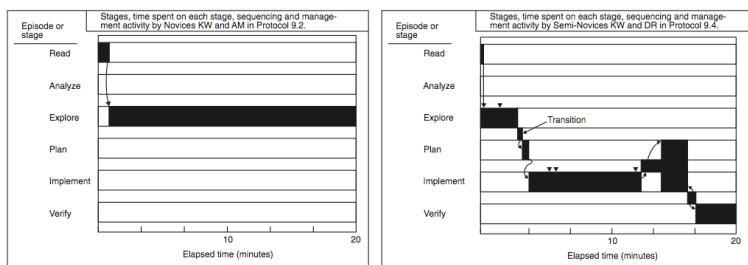 Episode or
stage
Stages, time spent on each stage, sequencing and manage-
ment activity by Novices KW and AM in Protocol 9.2.
Read
Analyze
Explore
Plan
Implement
Verify
10
20
Elapsed time (minutes)
Episode or
stage
Stages, time spent on each stage, sequencing and manage-
ment activity by Semi-Novices KW and DR in Protocol 9.4.
Read
Analyze
Explore
Transition
Plan
Implement
Verify
10
20
Elapsed time (minutes)